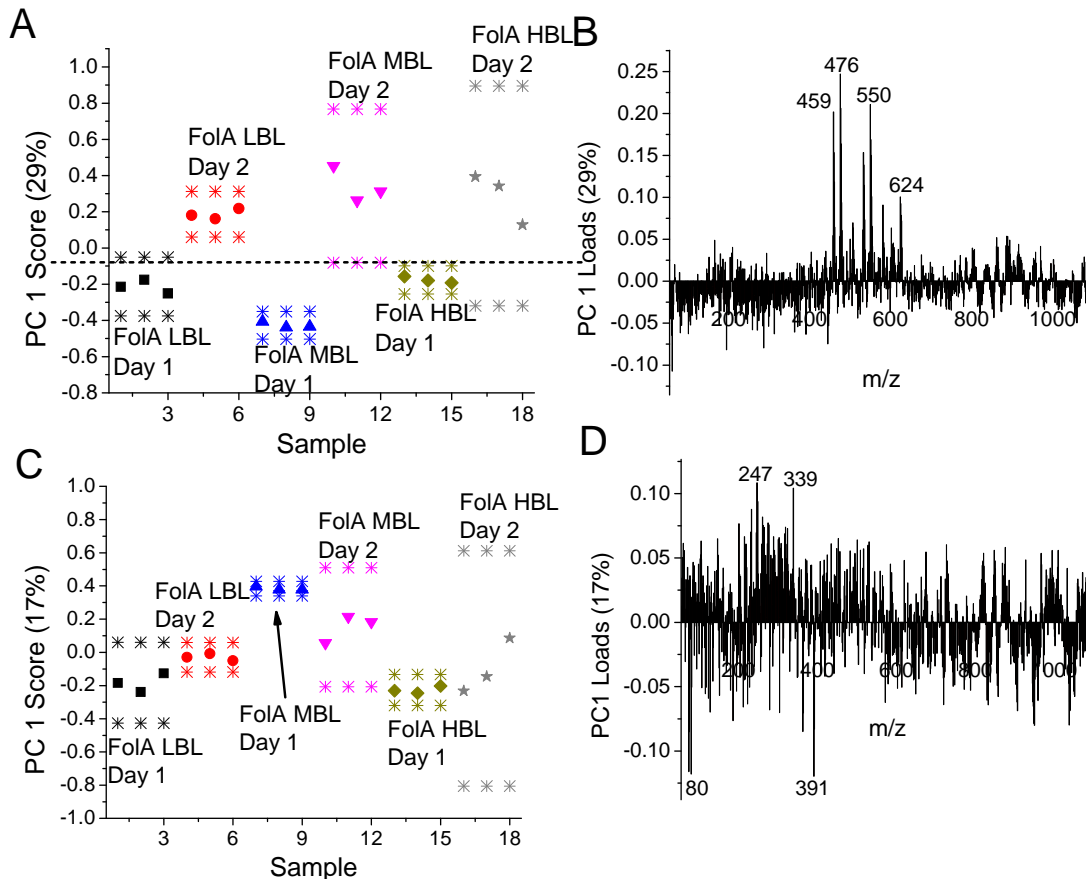 A
FolA HBL
Day 2
FolA MBL
Day 2
FolA LBL
Day 2
FolA LBL
Day 1
FolA MBL
Day 1
FolA HBL
Day 1
PC 1 Score (29%)
1.0
0.8
0.6
0.4
0.2
0.0
-0.2
-0.4
-0.6
-0.8
3 6 9 12 15 18
Sample
B
476
459
550
624
PC 1 Loads (29%)
0.25
0.20
0.15
0.10
0.05
0.00
-0.05
-0.10
200 400 600 800 1000
m/z
C
FolA HBL
Day 2
FolA MBL
Day 2
FolA LBL
Day 2
FolA LBL
Day 1
FolA MBL
Day 1
FolA HBL
Day 1
PC 1 Score (17%)
1.0
0.8
0.6
0.4
0.2
0.0
-0.2
-0.4
-0.6
-0.8
-1.0
3 6 9 12 15 18
Sample
D
247 339
PC1 Loads (17%)
0.10
0.05
0.00
-0.05
-0.10
200 400 600 800 1000
m/z
80 391